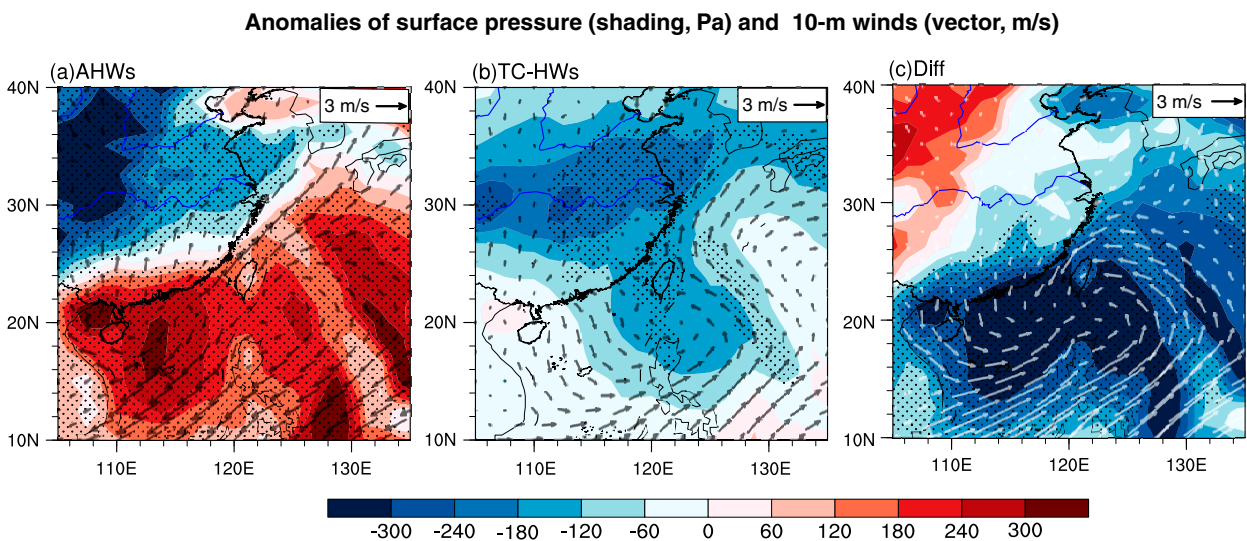 Anomalies of surface pressure (shading, Pa) and 10-m winds (vector, m/s)
(a)AHWs
(b)TC-HWs
(c)Diff
3 m/s
3 m/s
3 m/s
40N
30N
20N
10N
110E
120E
130E
40N
30N
20N
10N
110E
120E
130E
40N
30N
20N
10N
110E
120E
130E
-300 -240 -180 -120 -60 0 60 120 180 240 300